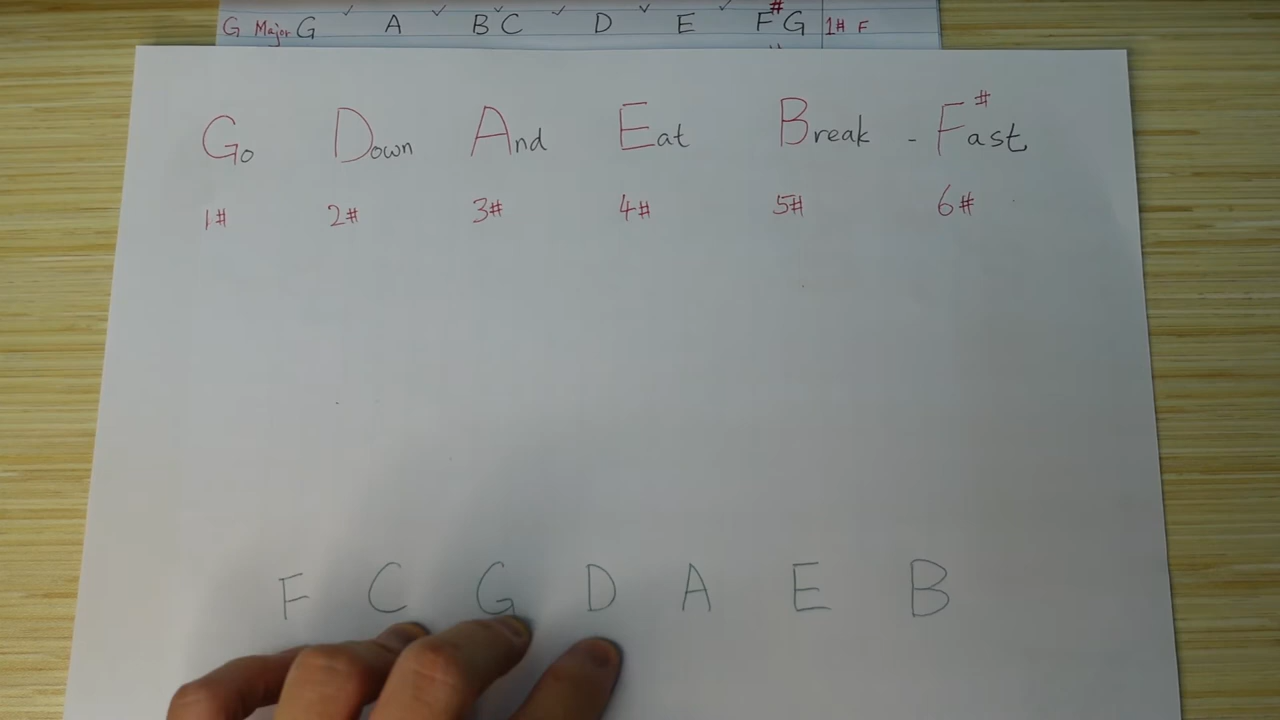 G Major G A B C D E F# G 1# F
Go Down And Eat Break - F#ast
1# 2# 3# 4# 5# 6#
F C G D A E B